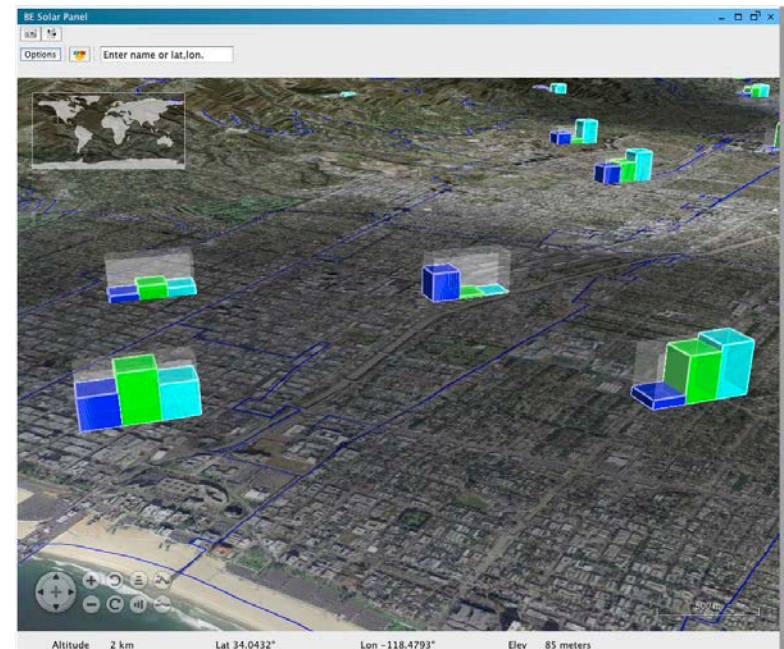 BE Solar Panel
Options
Enter name or lat,lon.
500 m
Altitude 2 km Lat 34.0432° Lon -118.4793° Elev 85 meters